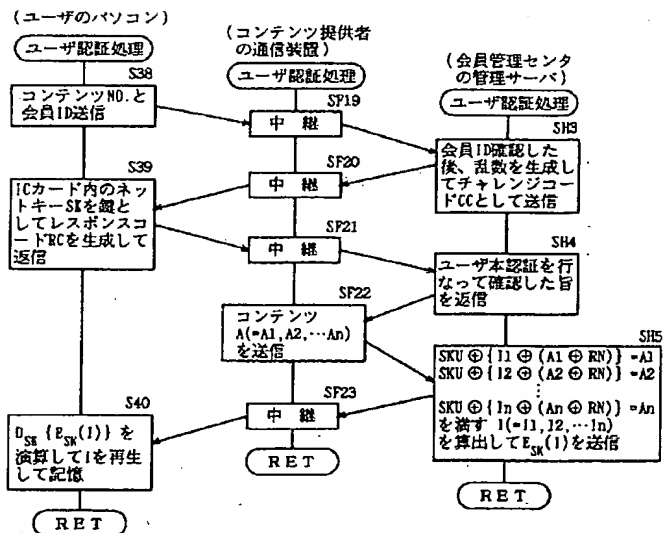 (ユーザのパソコン)
ユーザ認証処理
S38
コンテンツNO.と
会員ID送信
S39
ICカード内のネッ
トキーSKを鍵と
してレスポンスコ
ードRCを生成して
返信
S40
D_SK {E_SK(I)} を
演算してIを再生
して記憶
RET
(コンテンツ提供者
の通信装置)
ユーザ認証処理
SF19
中継
SF20
中継
SF21
中継
SF22
コンテンツ
A(=A1,A2,…An)
を送信
SF23
中継
RET
(会員管理センタ
の管理サーバ)
ユーザ認証処理
SH3
会員ID確認した
後、乱数を生成し
てチャレンジコー
ドCCとして送信
SH4
ユーザ本認証を行
なって確認した旨
を返信
SH5
SKU⊕{I1⊕(A1⊕RN)}=A1
SKU⊕{I2⊕(A2⊕RN)}=A2
⋮
SKU⊕{In⊕(An⊕RN)}=An
を満す I(=I1,I2,…In)
を算出してE_SK(I)を送信
RET